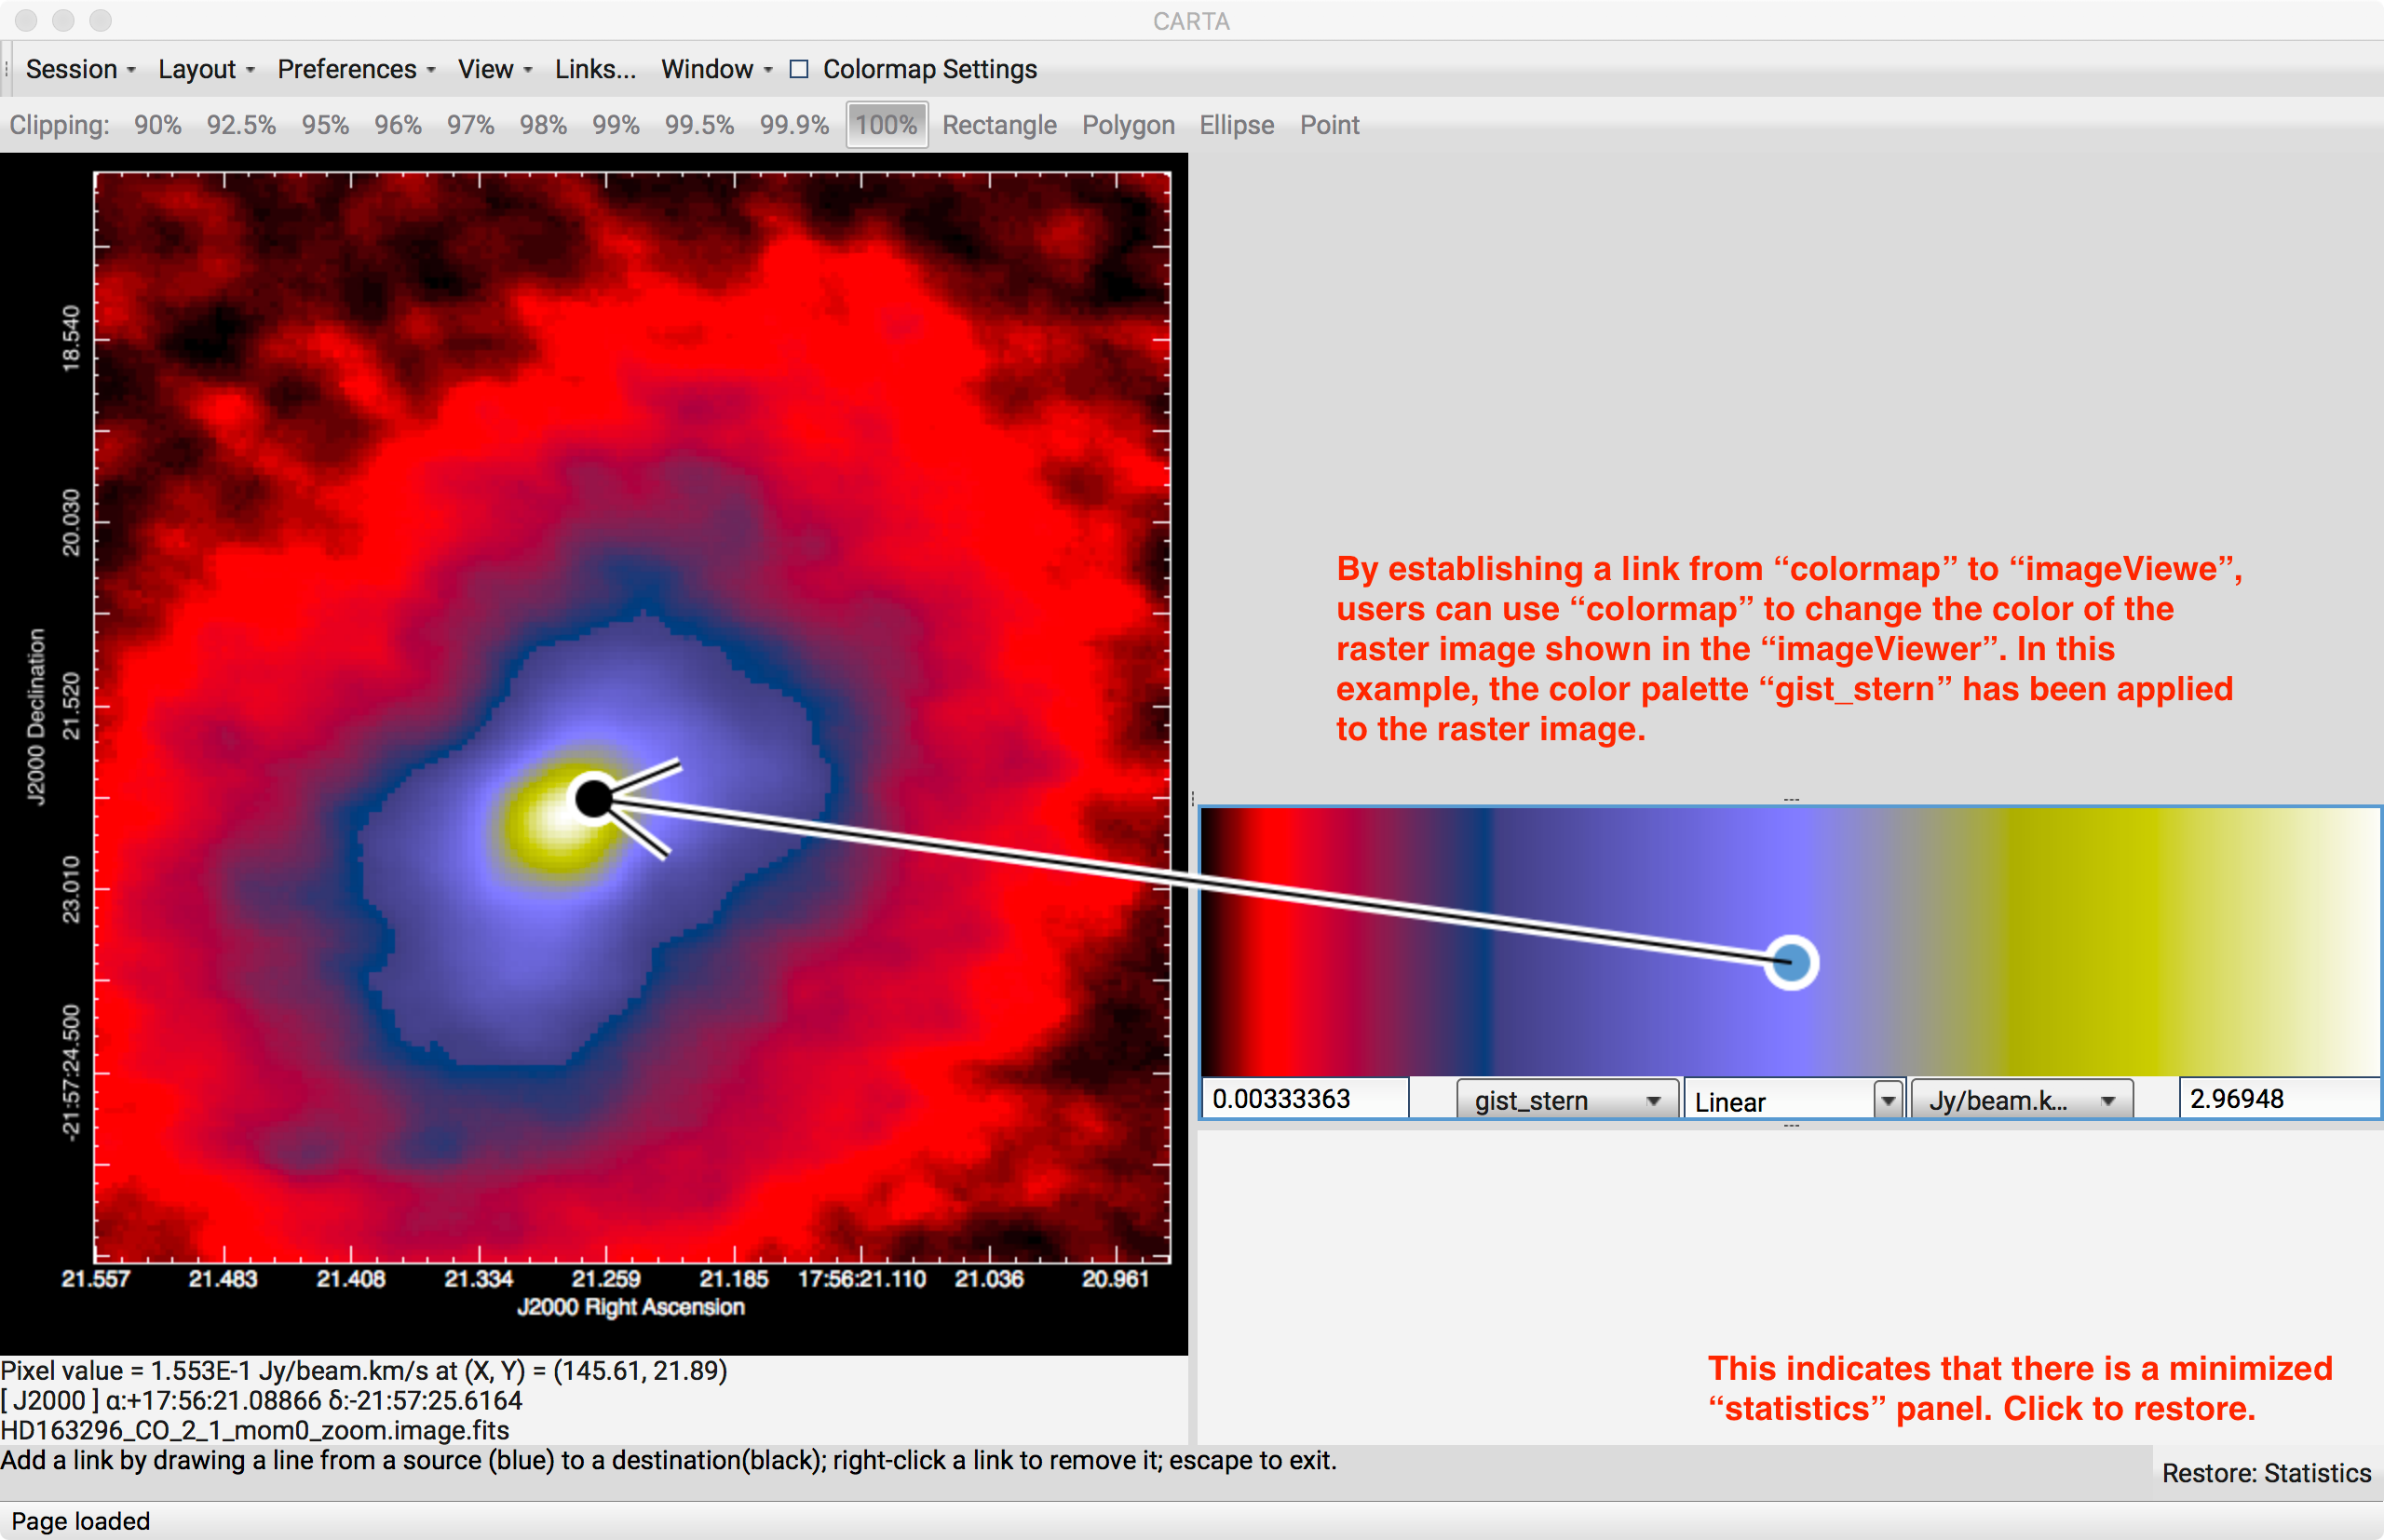 CARTA
Session Layout Preferences View Links... Window Colormap Settings
Clipping: 90% 92.5% 95% 96% 97% 98% 99% 99.5% 99.9% 100% Rectangle Polygon Ellipse Point
18.540
20.030
21.520
23.010
-21:57:24.500
J2000 Declination
21.557 21.483 21.408 21.334 21.259 21.185 17:56:21.110 21.036 20.961
J2000 Right Ascension
By establishing a link from “colormap” to “imageViewe”,
users can use “colormap” to change the color of the
raster image shown in the “imageViewer”. In this
example, the color palette “gist_stern” has been applied
to the raster image.
0.00333363 gist_stern Linear Jy/beam.k... 2.96948
This indicates that there is a minimized
“statistics” panel. Click to restore.
Pixel value = 1.553E-1 Jy/beam.km/s at (X, Y) = (145.61, 21.89)
[ J2000 ] α:+17:56:21.08866 δ:-21:57:25.6164
HD163296_CO_2_1_mom0_zoom.image.fits
Add a link by drawing a line from a source (blue) to a destination(black); right-click a link to remove it; escape to exit.
Restore: Statistics
Page loaded